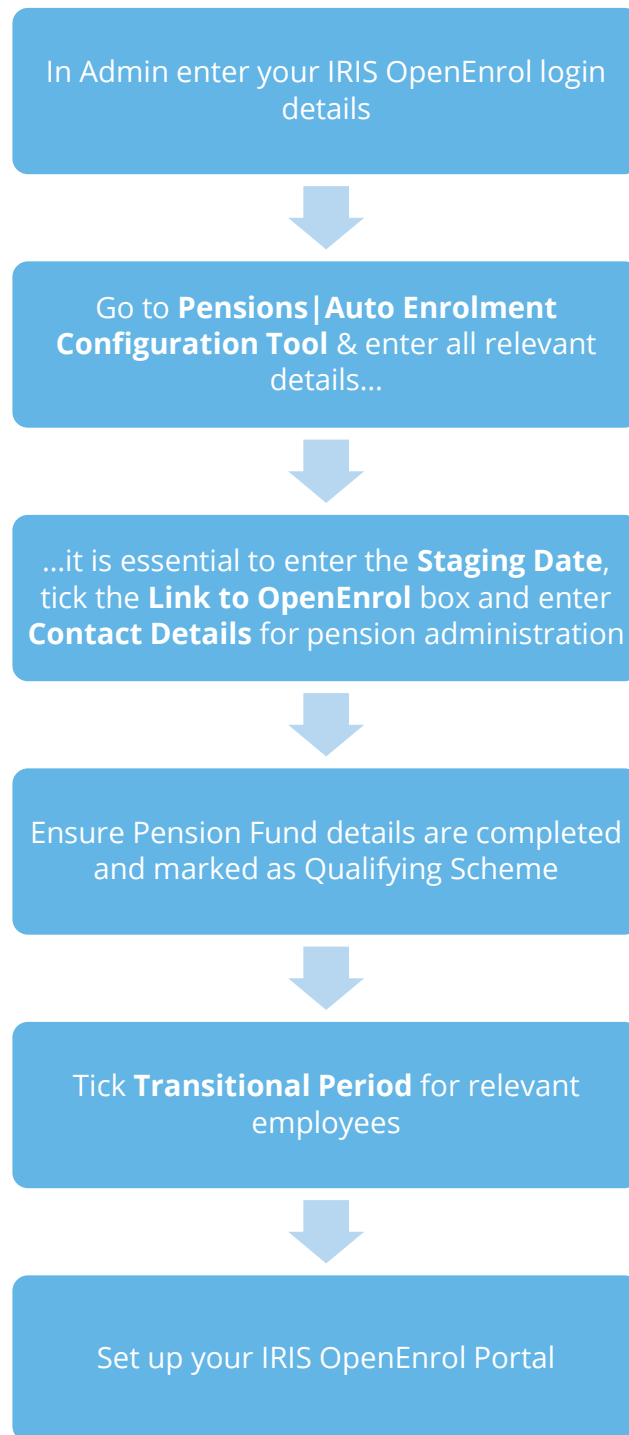 In Admin enter your IRIS OpenEnrol login
details
Go to Pensions|Auto Enrolment
Configuration Tool & enter all relevant
details...
...it is essential to enter the Staging Date,
tick the Link to OpenEnrol box and enter
Contact Details for pension administration
Ensure Pension Fund details are completed
and marked as Qualifying Scheme
Tick Transitional Period for relevant
employees
Set up your IRIS OpenEnrol Portal